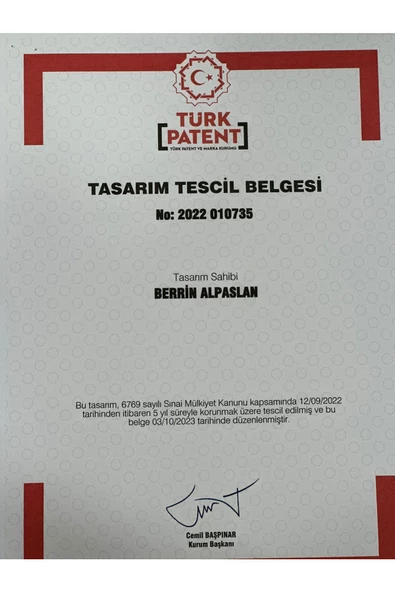 TÜRK
PATENT
TÜRK PATENT VE MARKA KURUMU
TASARIM TESCİL BELGESİ
No: 2022 010735
Tasarım Sahibi
BERRİN ALPASLAN
Bu tasarım, 6769 sayılı Sınai Mülkiyet Kanunu kapsamında 12/09/2022
tarihinden itibaren 5 yıl süreyle korunmak üzere tescil edilmiş ve bu
belge 03/10/2023 tarihinde düzenlenmiştir.
Cemil BAŞPINAR
Kurum Başkanı